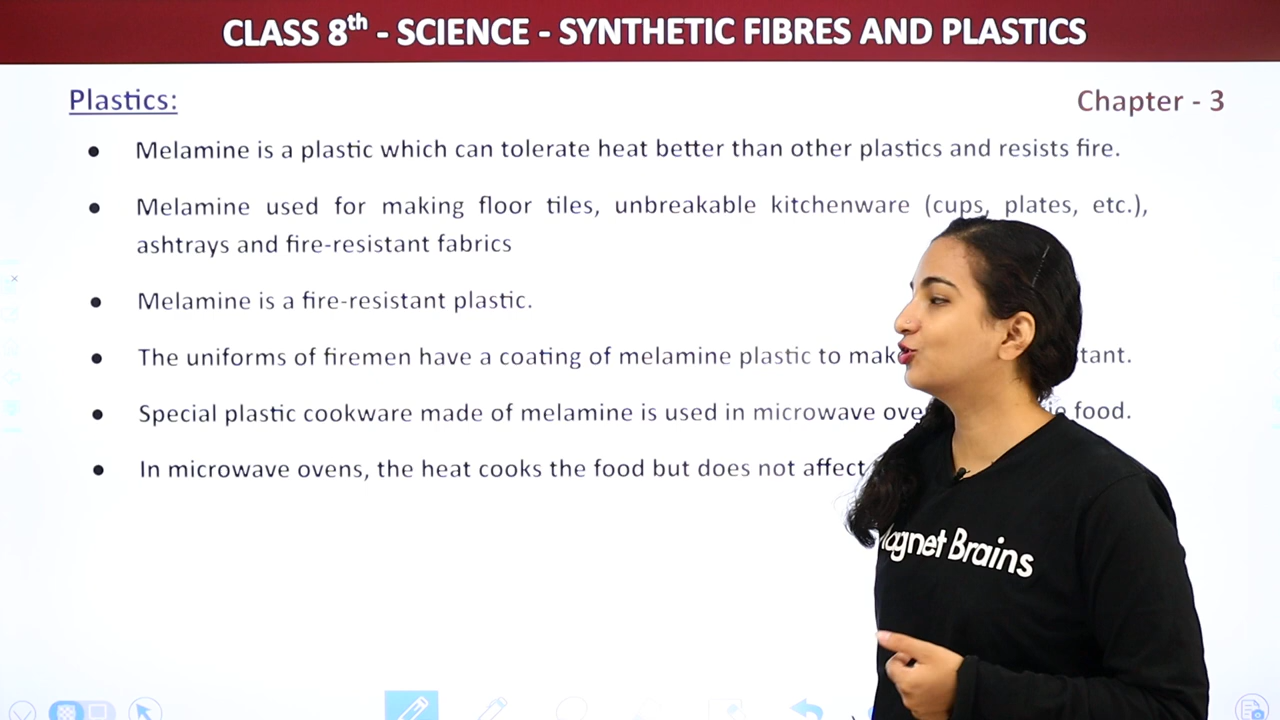 CLASS 8th - SCIENCE - SYNTHETIC FIBRES AND PLASTICS
Plastics:
Chapter - 3
● Melamine is a plastic which can tolerate heat better than other plastics and resists fire.
● Melamine used for making floor tiles, unbreakable kitchenware (cups, plates, etc.),
ashtrays and fire-resistant fabrics
● Melamine is a fire-resistant plastic.
● The uniforms of firemen have a coating of melamine plastic to mak tant.
● Special plastic cookware made of melamine is used in microwave ove food.
● In microwave ovens, the heat cooks the food but does not affect
Magnet Brains